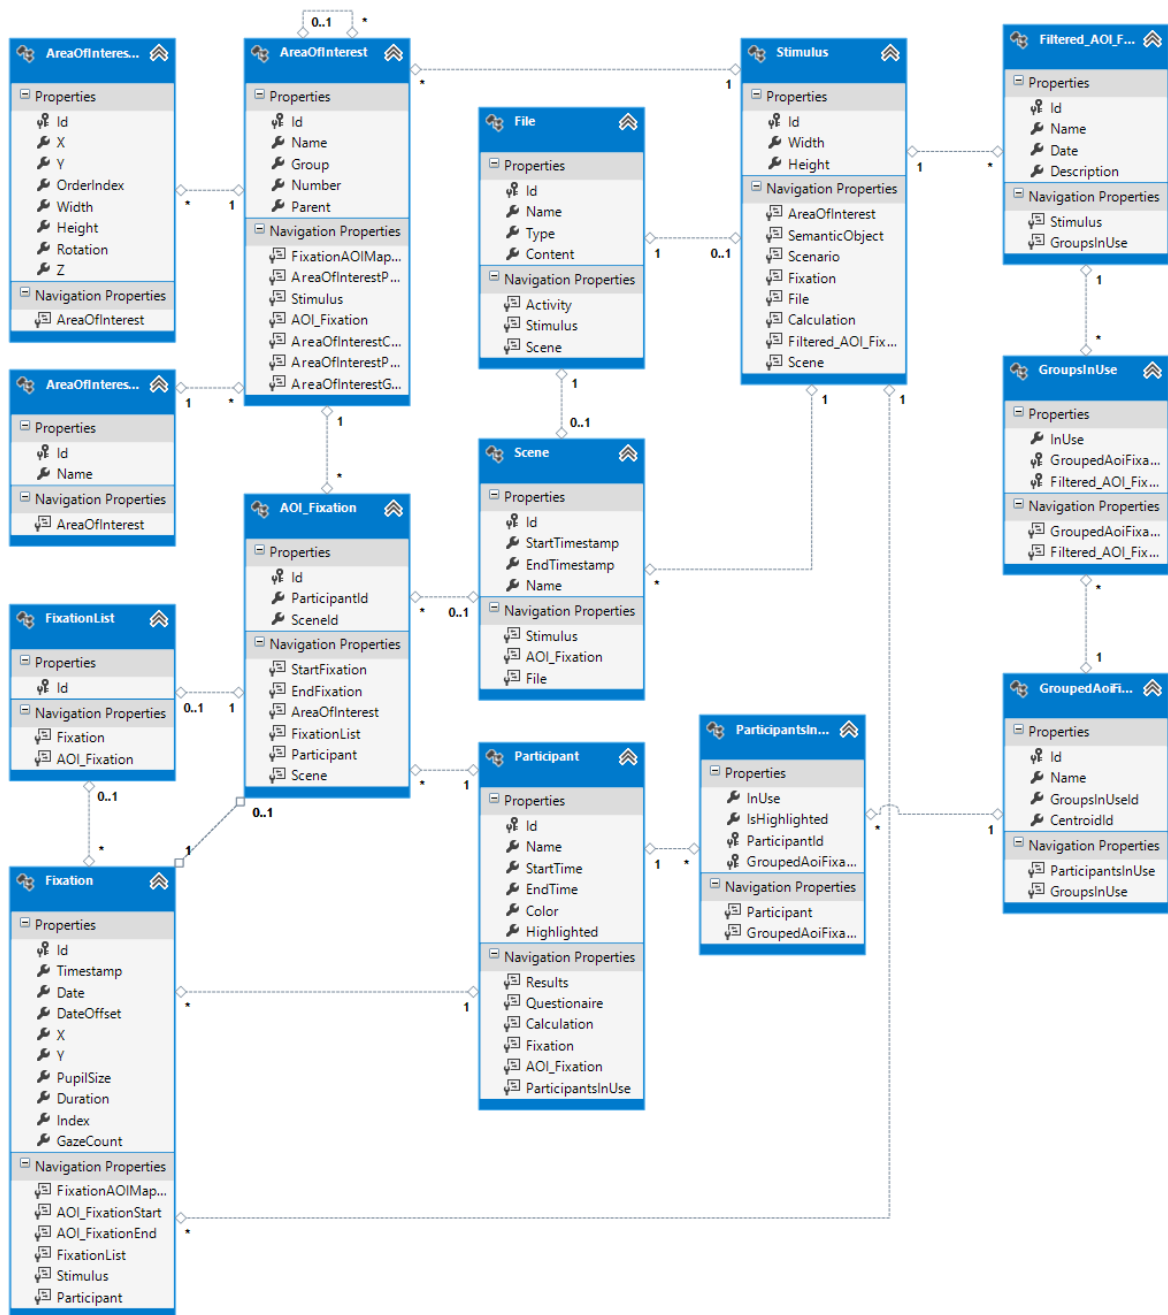 0..1
*
AreaOfInteres...
Properties
Id
X
Y
OrderIndex
Width
Height
Rotation
Z
Navigation Properties
AreaOfInterest
*
1
AreaOfInterest
Properties
Id
Name
Group
Number
Parent
Navigation Properties
FixationAOIMap...
AreaOfInterestP...
Stimulus
AOI_Fixation
AreaOfInterestC...
AreaOfInterestP...
AreaOfInterestG...
*
1
File
Properties
Id
Name
Type
Content
Navigation Properties
Activity
Stimulus
Scene
1
0..1
Stimulus
Properties
Id
Width
Height
Navigation Properties
AreaOfInterest
SemanticObject
Scenario
Fixation
File
Calculation
Filtered_AOI_Fix...
Scene
1
*
Filtered_AOI_F...
Properties
Id
Name
Date
Description
Navigation Properties
Stimulus
GroupsInUse
1
*
AreaOfInteres...
Properties
Id
Name
Navigation Properties
AreaOfInterest
1
*
1
*
1
0..1
1
1
Scene
Properties
Id
StartTimestamp
EndTimestamp
Name
Navigation Properties
Stimulus
AOI_Fixation
File
*
GroupsInUse
Properties
InUse
GroupedAoiFixa...
Filtered_AOI_Fix...
Navigation Properties
GroupedAoiFixa...
Filtered_AOI_Fix...
*
1
AOI_Fixation
Properties
Id
ParticipantId
SceneId
Navigation Properties
StartFixation
EndFixation
AreaOfInterest
FixationList
Participant
Scene
*
0..1
FixationList
Properties
Id
Navigation Properties
Fixation
AOI_Fixation
0..1
1
0..1
*
0..1
1
*
1
Participant
Properties
Id
Name
StartTime
EndTime
Color
Highlighted
Navigation Properties
Results
Questionaire
Calculation
Fixation
AOI_Fixation
ParticipantsInUse
1
*
ParticipantsIn...
Properties
InUse
IsHighlighted
ParticipantId
GroupedAoiFixa...
Navigation Properties
Participant
GroupedAoiFixa...
*
1
GroupedAoiFi...
Properties
Id
Name
GroupsInUseId
CentroidId
Navigation Properties
ParticipantsInUse
GroupsInUse
Fixation
Properties
Id
Timestamp
Date
DateOffset
X
Y
PupilSize
Duration
Index
GazeCount
Navigation Properties
FixationAOIMap...
AOI_FixationStart
AOI_FixationEnd
FixationList
Stimulus
Participant
*
1
*